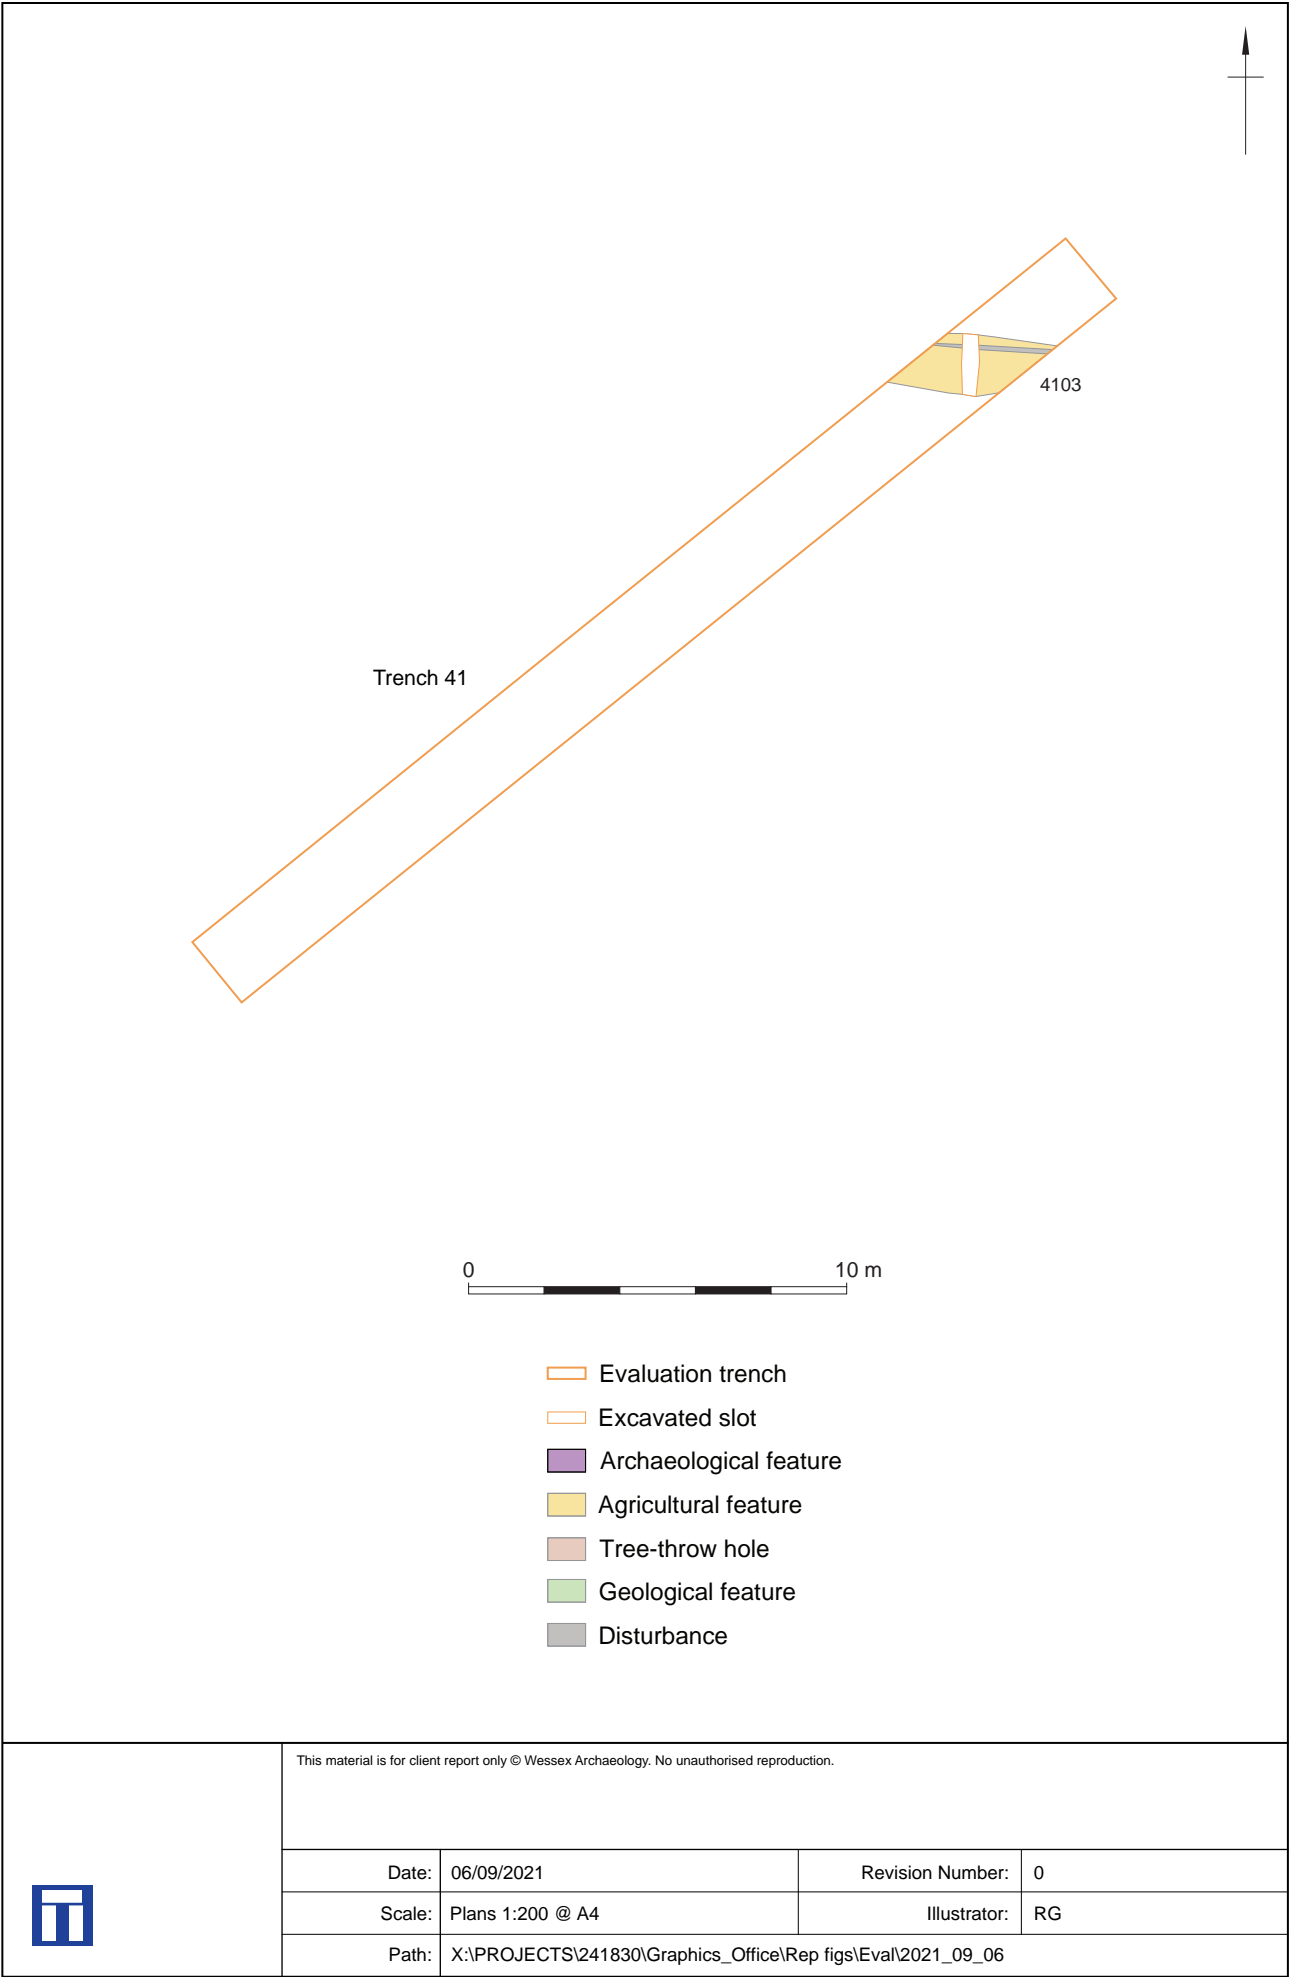 4103
Trench 41
0 10 m
Evaluation trench
Excavated slot
Archaeological feature
Agricultural feature
Tree-throw hole
Geological feature
Disturbance
This material is for client report only © Wessex Archaeology. No unauthorised reproduction.
Date: 06/09/2021 Revision Number: 0
Scale: Plans 1:200 @ A4 Illustrator: RG
Path: X:\PROJECTS\241830\Graphics_Office\Rep figs\Eval\2021_09_06